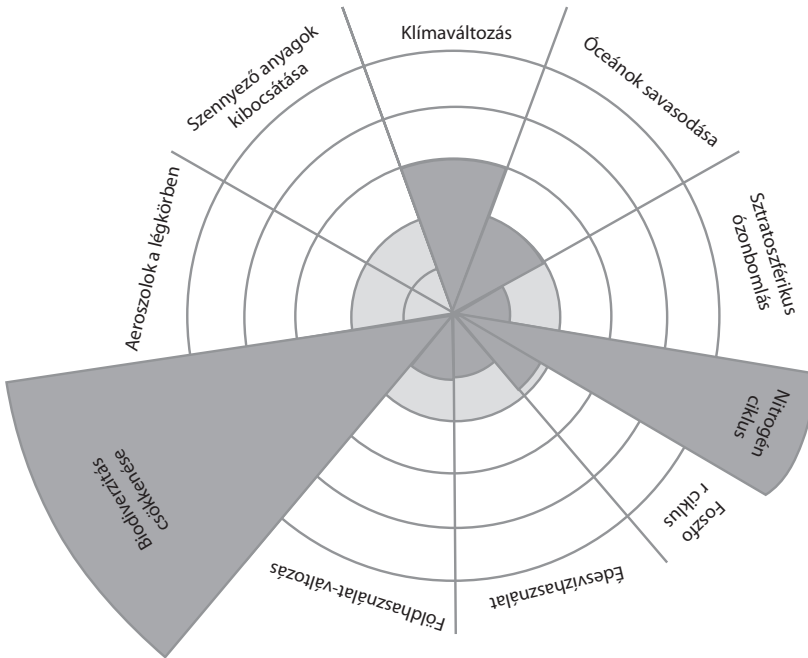 Klímaváltozás
Óceánok savasodása
Sztratoszférikus
ózonbomlás
Nitrogén
ciklus
Foszfo
r ciklus
Édesvízhasználat
Földhasználat-változás
Biodiverzitás
csökkenése
Aeroszolok a légkörben
Szennyező anyagok
kibocsátása